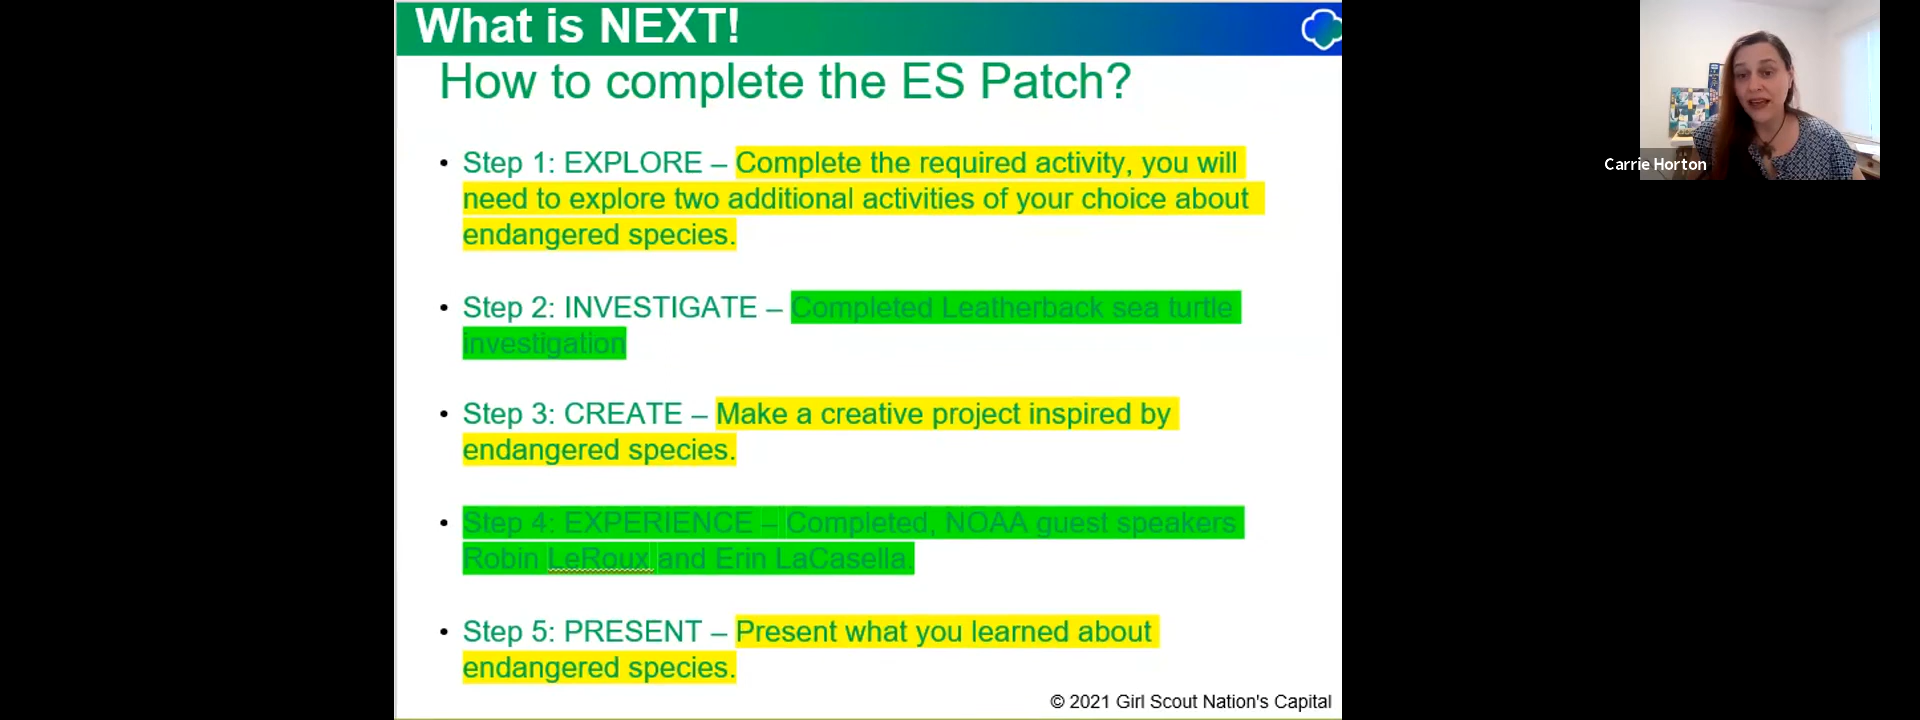 What is NEXT!
How to complete the ES Patch?
• Step 1: EXPLORE – Complete the required activity, you will
need to explore two additional activities of your choice about
endangered species.
• Step 2: INVESTIGATE – Completed Leatherback sea turtle
investigation
• Step 3: CREATE – Make a creative project inspired by
endangered species.
• Step 4: EXPERIENCE – Completed, NOAA guest speakers
Robin LeRoux and Erin LaCasella.
• Step 5: PRESENT – Present what you learned about
endangered species.
© 2021 Girl Scout Nation's Capital
Carrie Horton